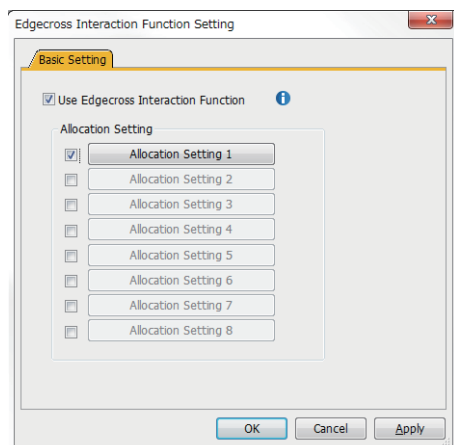 Edgecross Interaction Function Setting
Basic Setting
Use Edgecross Interaction Function
Allocation Setting
Allocation Setting 1
Allocation Setting 2
Allocation Setting 3
Allocation Setting 4
Allocation Setting 5
Allocation Setting 6
Allocation Setting 7
Allocation Setting 8
OK Cancel Apply